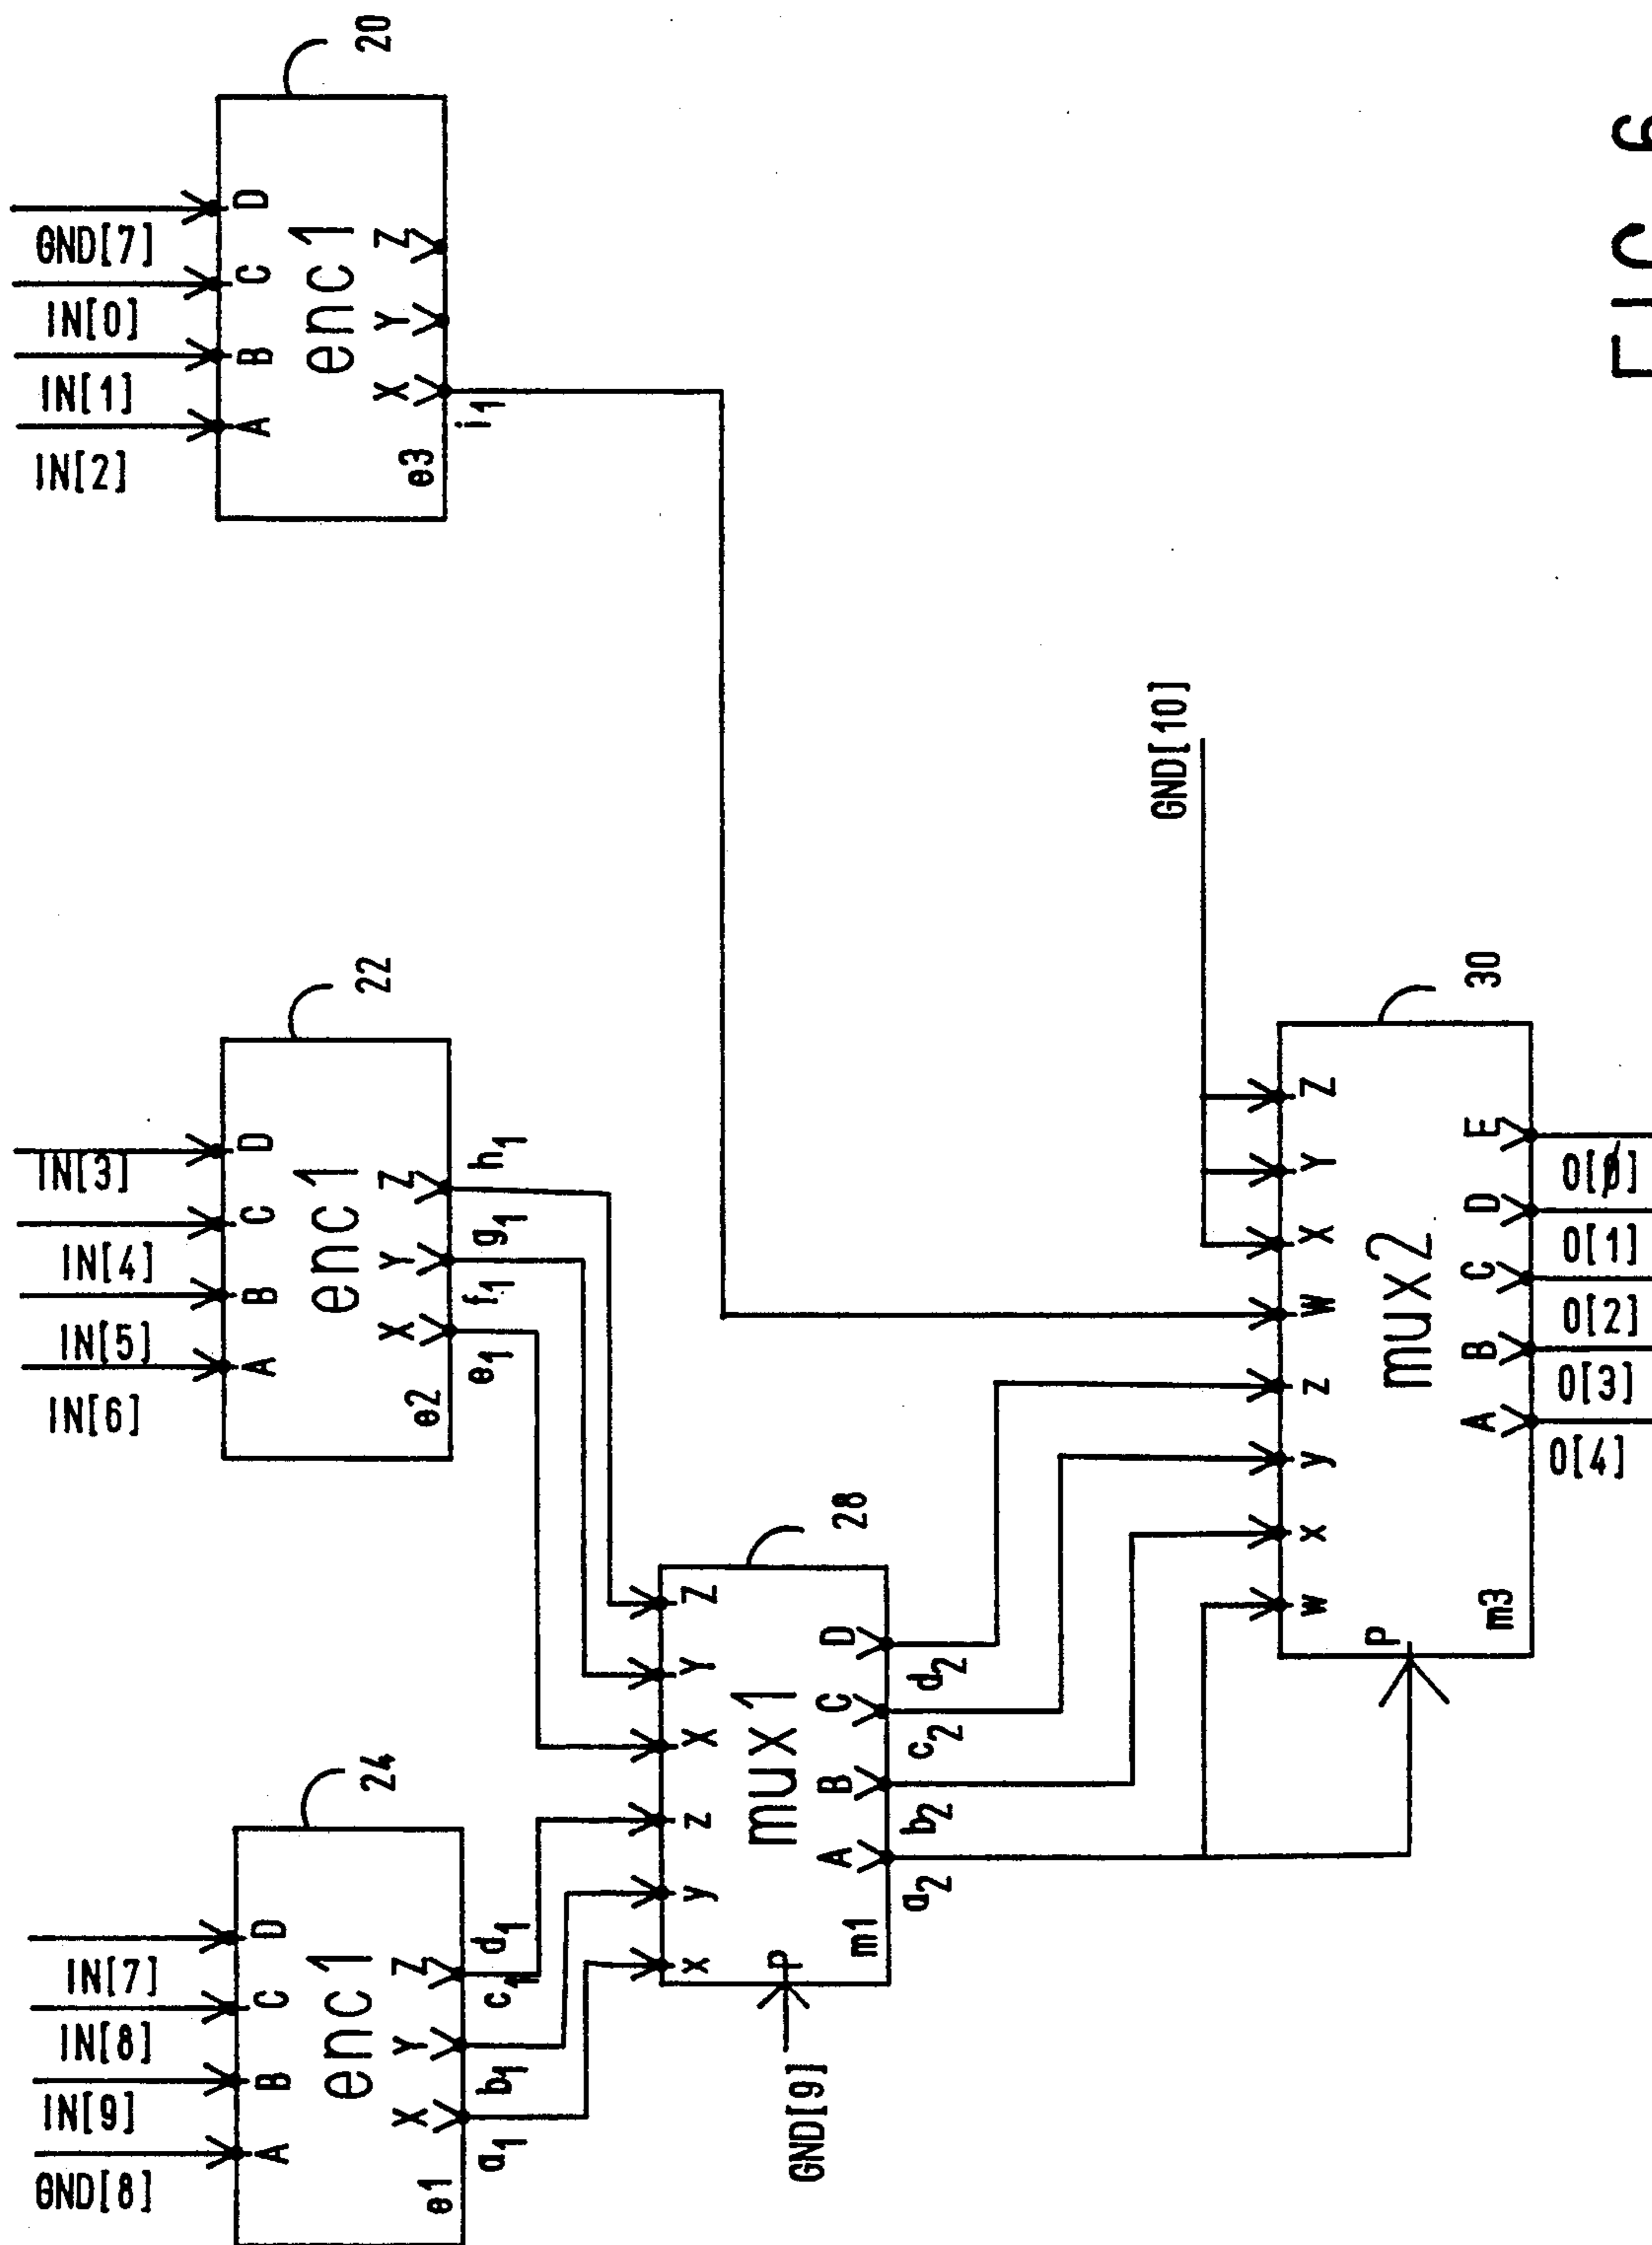 GND[8] IN[9] IN[8] IN[7]
A B C D
enc1
X Y Z
e1
24
a1 b1 c1 d1
IN[6] IN[5] IN[4] IN[3]
A B C D
enc1
X Y Z
e2
22
e1 f1 g1 h1
IN[2] IN[1] IN[0] GND[7]
A B C D
enc1
X Y Z
e3
20
i1
GND[9]
x y z X Y Z
P
mux1
A B C D
m1
28
a2 b2 c2 d2
GND[10]
w x y z W X Y Z
P
mux2
A B C D E
m3
30
O[4] O[3] O[2] O[1] O[0]